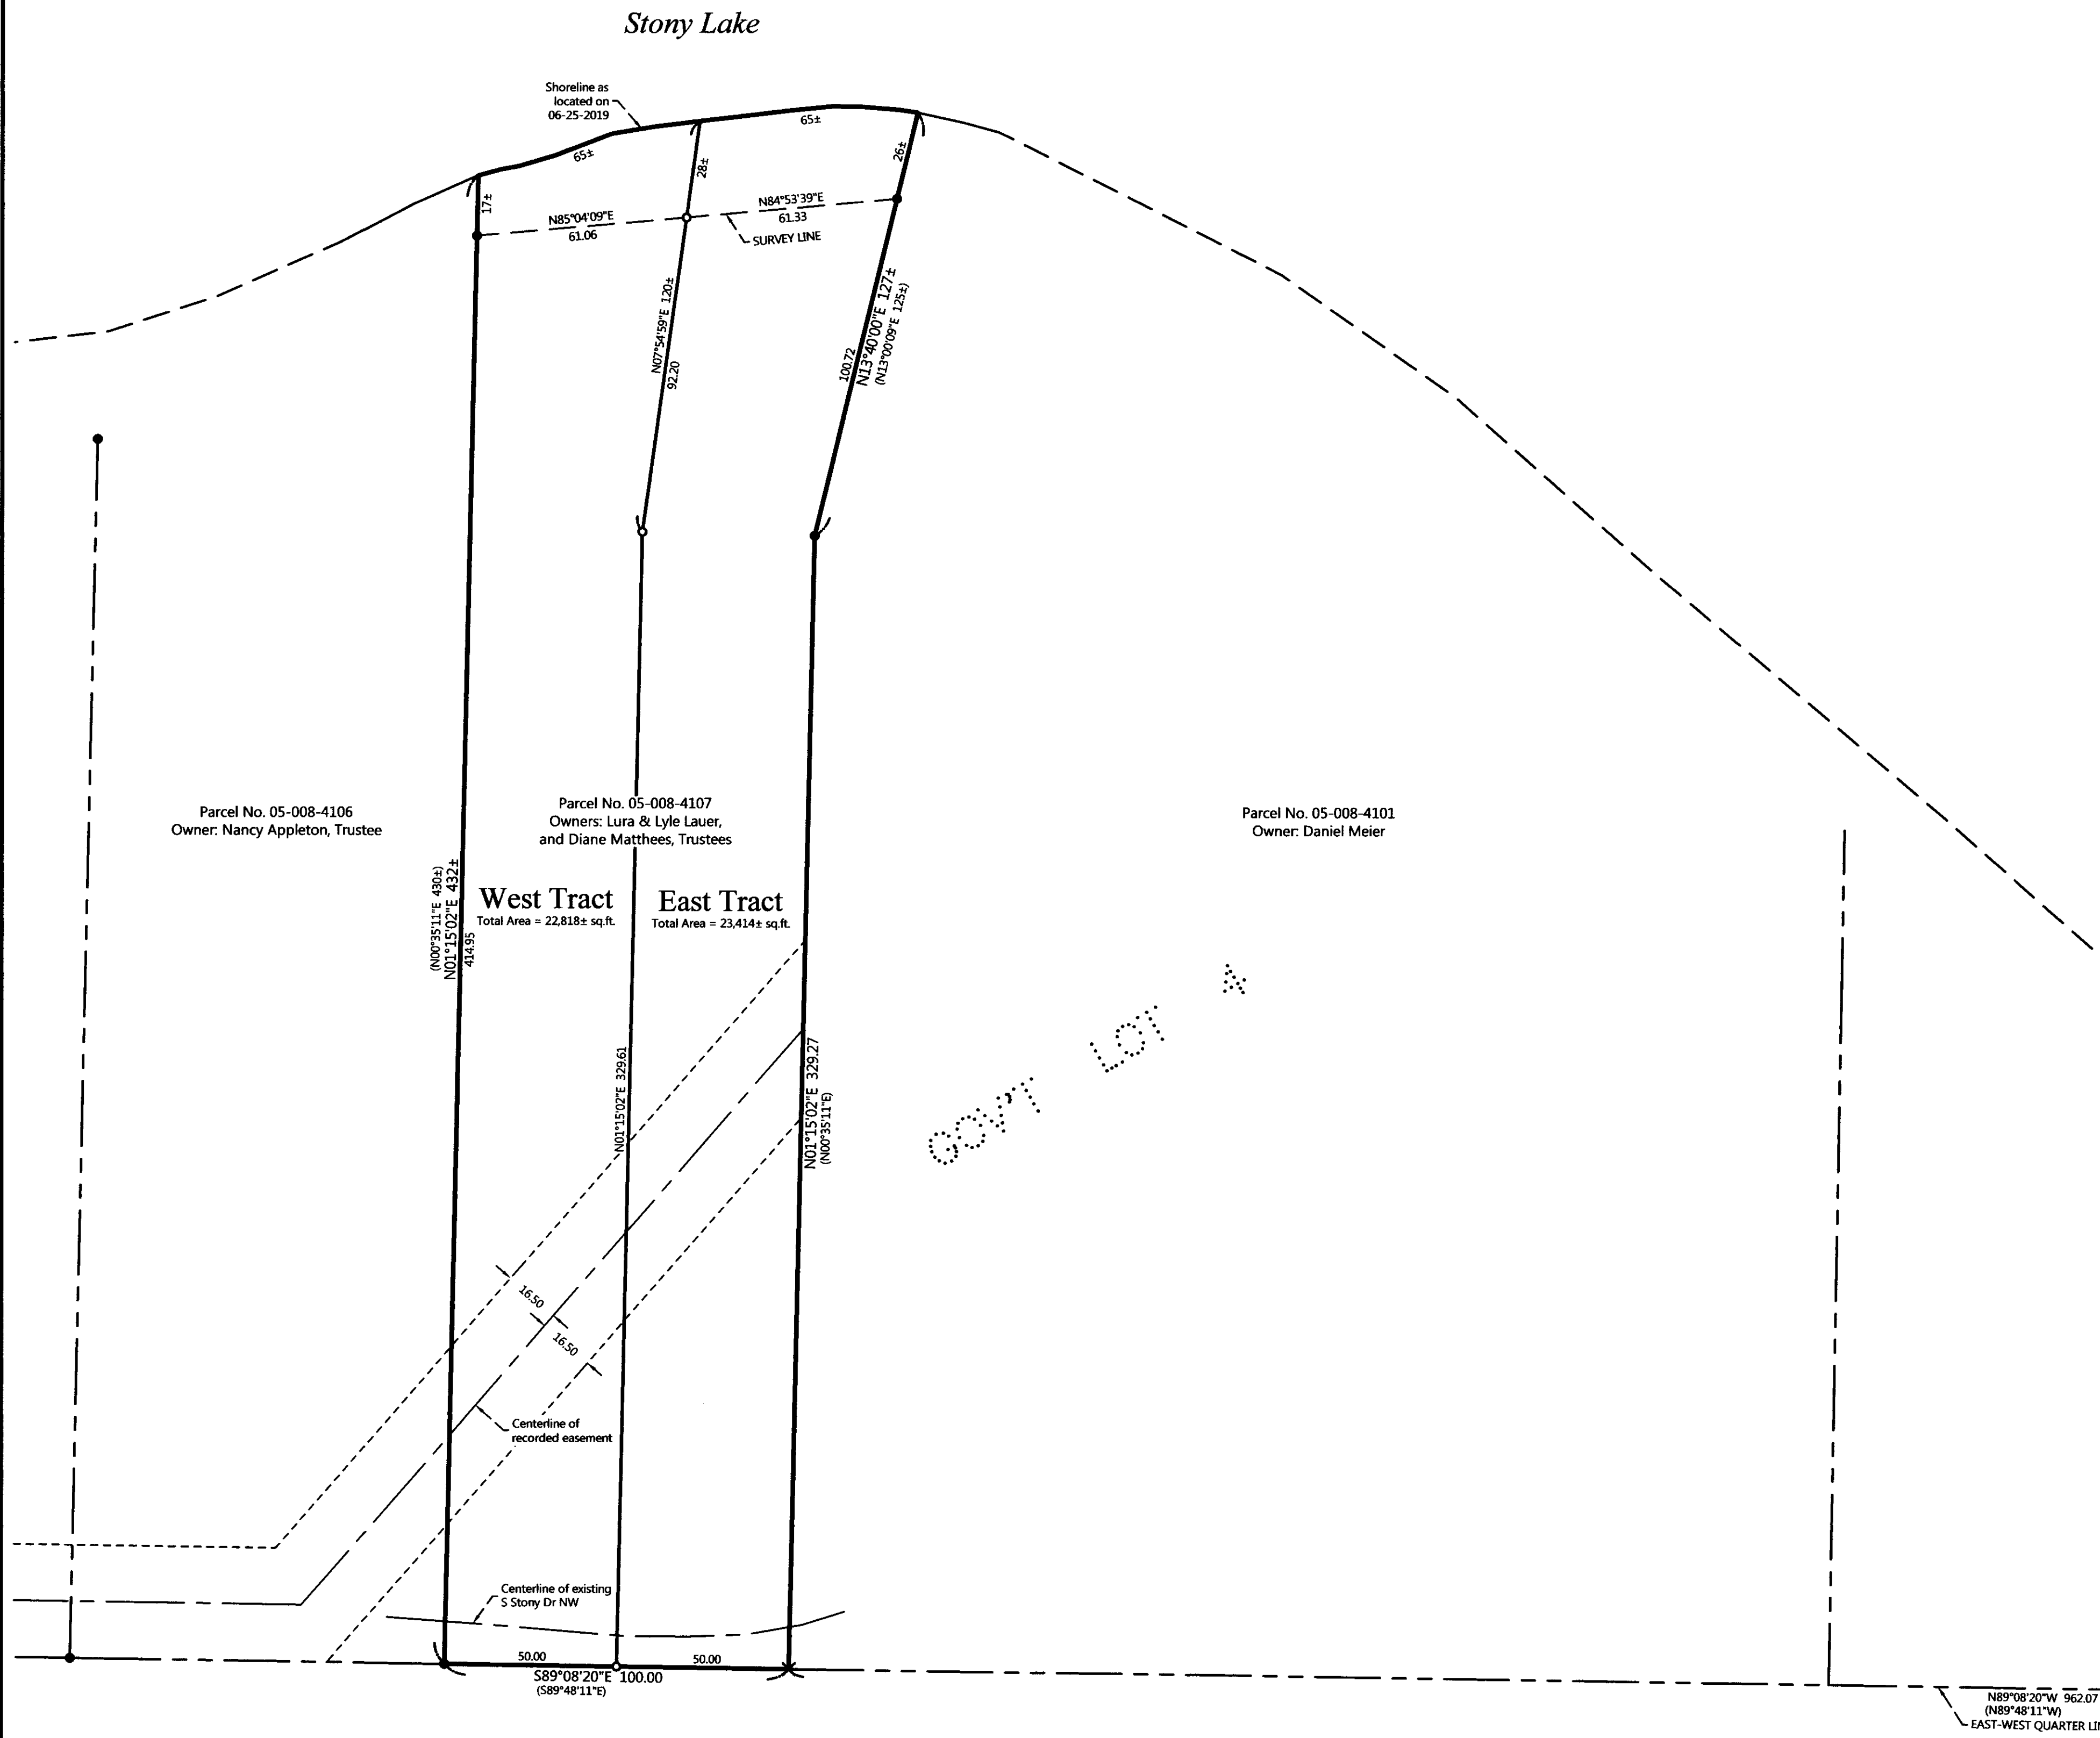 Stony Lake
Shoreline as
located on
06-25-2019
65±
65±
17±
28±
26±
N85°04'09"E
61.06
N84°53'39"E
61.33
SURVEY LINE
N07°54'59"E 120±
92.20
100.72
N13°40'00"E 127±
(N13°00'09"E 125±)
Parcel No. 05-008-4106
Owner: Nancy Appleton, Trustee
Parcel No. 05-008-4107
Owners: Lura & Lyle Lauer,
and Diane Matthees, Trustees
Parcel No. 05-008-4101
Owner: Daniel Meier
(N00°35'11"E 430±)
N01°15'02"E 432±
414.95
West Tract
Total Area = 22,818± sq.ft.
East Tract
Total Area = 23,414± sq.ft.
GOV'T LOT 4
N01°15'02"E 329.61
N01°15'02"E 329.27
(N00°35'11"E)
16.50
16.50
Centerline of
recorded easement
Centerline of existing
S Stony Dr NW
50.00
50.00
S89°08'20"E 100.00
(S89°48'11"E)
N89°08'20"W 962.07
(N89°48'11"W)
EAST-WEST QUARTER